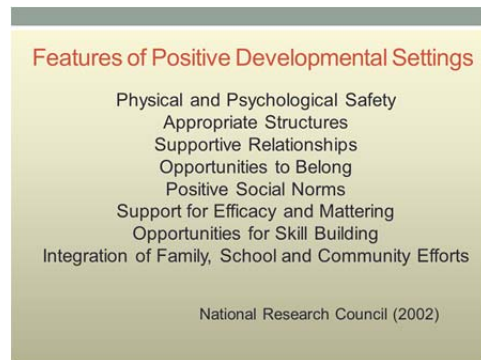 Features of Positive Developmental Settings
Physical and Psychological Safety
Appropriate Structures
Supportive Relationships
Opportunities to Belong
Positive Social Norms
Support for Efficacy and Mattering
Opportunities for Skill Building
Integration of Family, School and Community Efforts
National Research Council (2002)